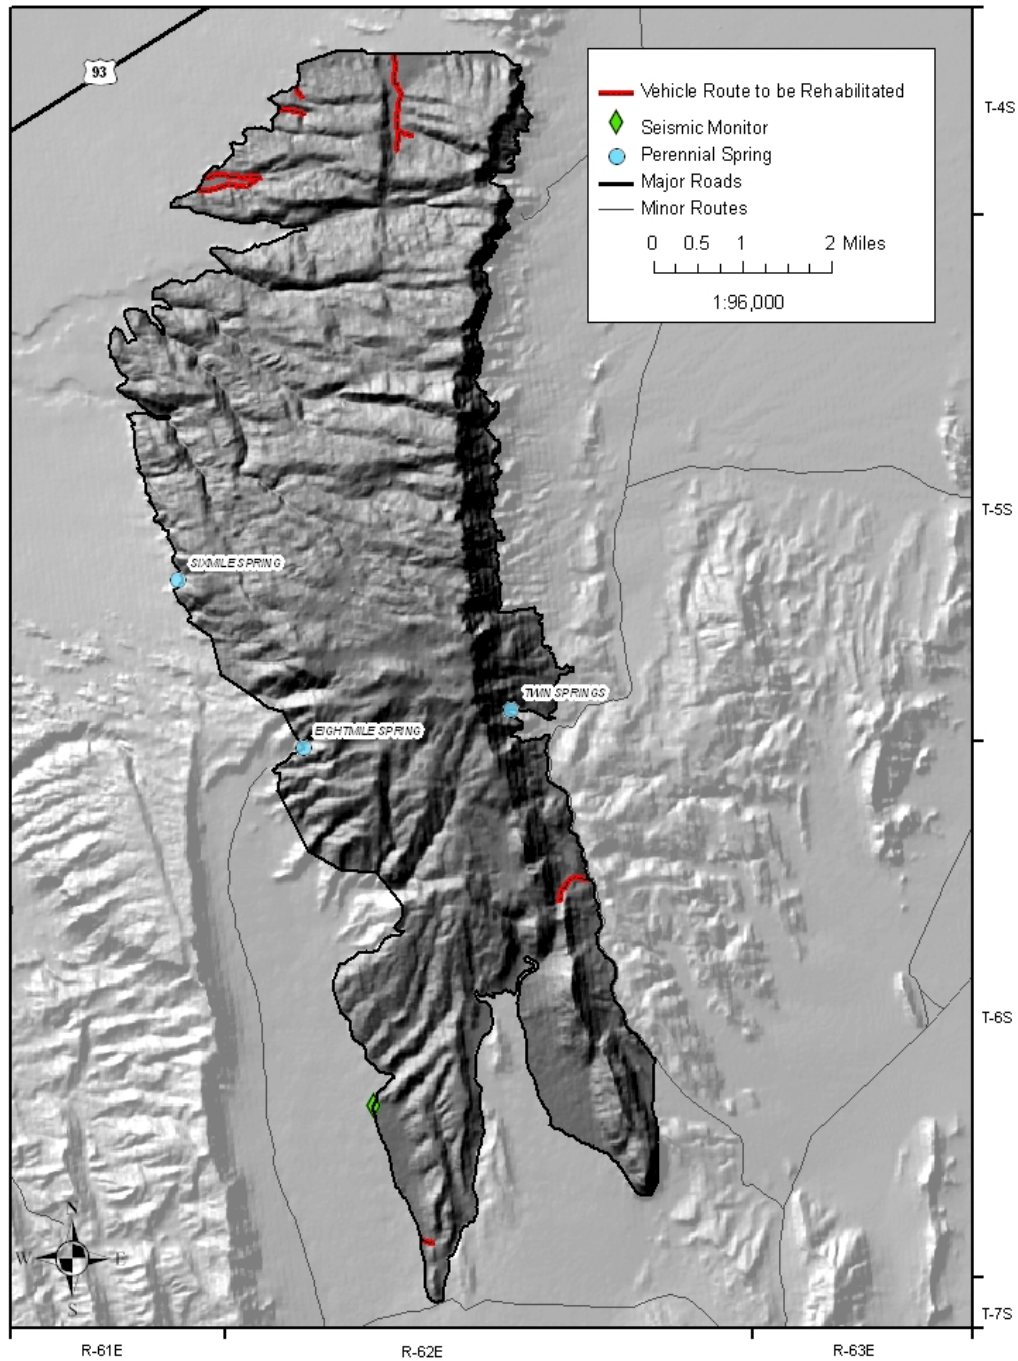 93
Vehicle Route to be Rehabilitated
Seismic Monitor
Perennial Spring
Major Roads
Minor Routes
0 0.5 1 2 Miles
1:96,000
T-4S
T-5S
SIXMILE SPRING
TWIN SPRINGS
EIGHTMILE SPRING
T-6S
N
W E
S
T-7S
R-61E R-62E R-63E